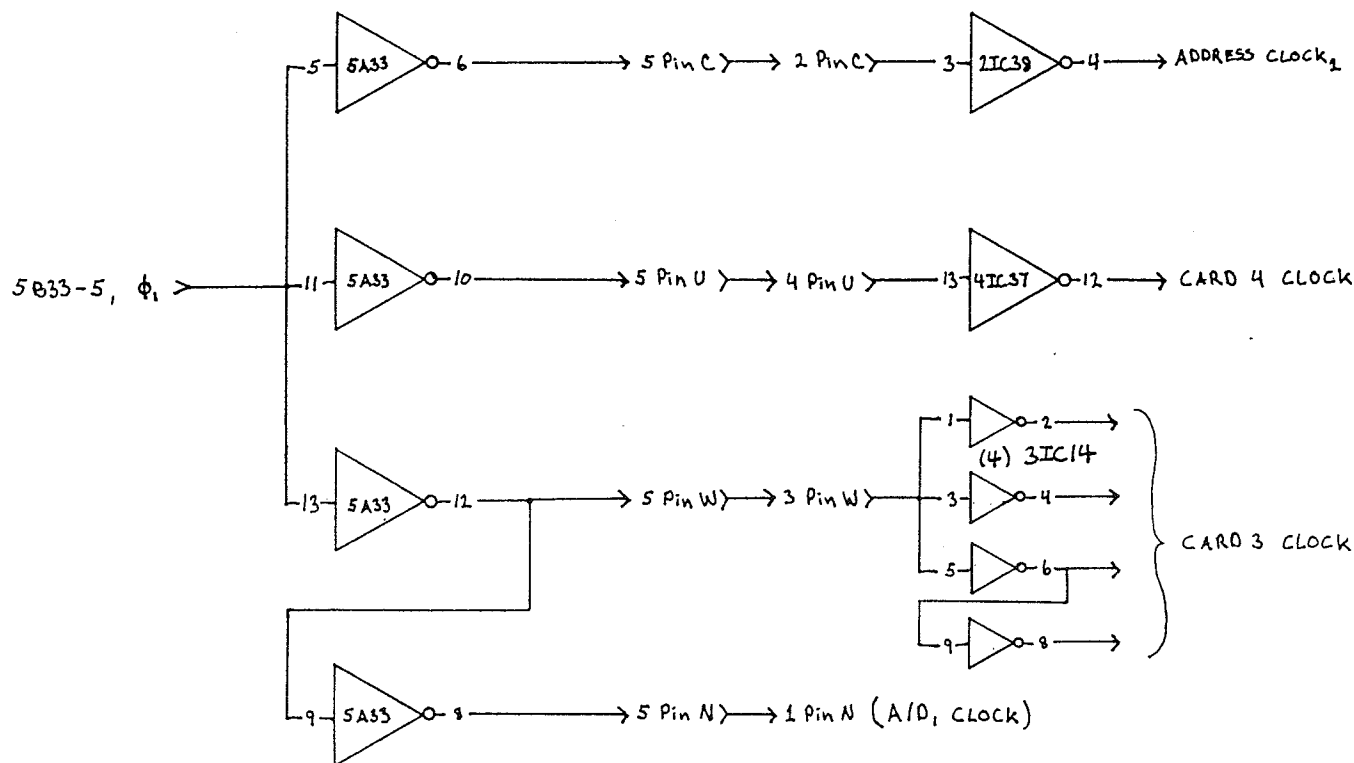 5 5A33 6 5 Pin C 2 Pin C 3 2IC38 4 ADDRESS CLOCK2
5B33-5, ϕ1 11 5A33 10 5 Pin U 4 Pin U 13 4IC37 12 CARD 4 CLOCK
1 2
(4) 3IC14
13 5A33 12 5 Pin W 3 Pin W 3 4
CARD 3 CLOCK
5 6
9 8
9 5A33 8 5 Pin N 1 Pin N (A/D, CLOCK)